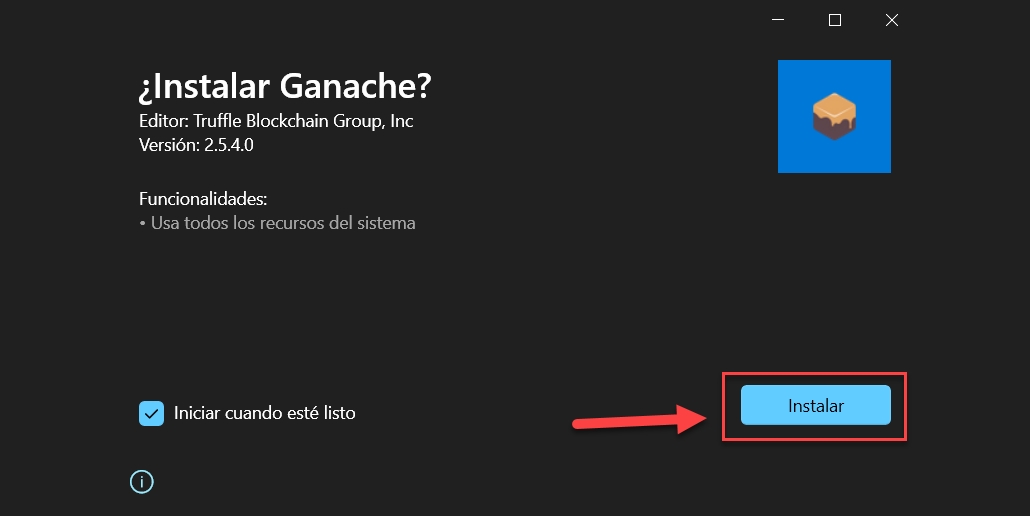 ¿Instalar Ganache?
Editor: Truffle Blockchain Group, Inc
Versión: 2.5.4.0
Funcionalidades:
• Usa todos los recursos del sistema
Iniciar cuando esté listo
Instalar